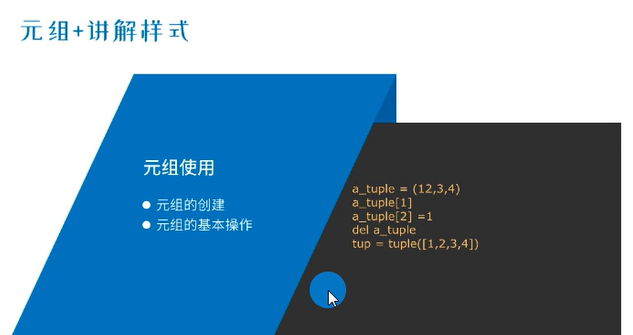 元组+讲解样式
元组使用
元组的创建
元组的基本操作
a_tuple = (12,3,4)
a_tuple[1]
a_tuple[2] =1
del a_tuple
tup = tuple([1,2,3,4])